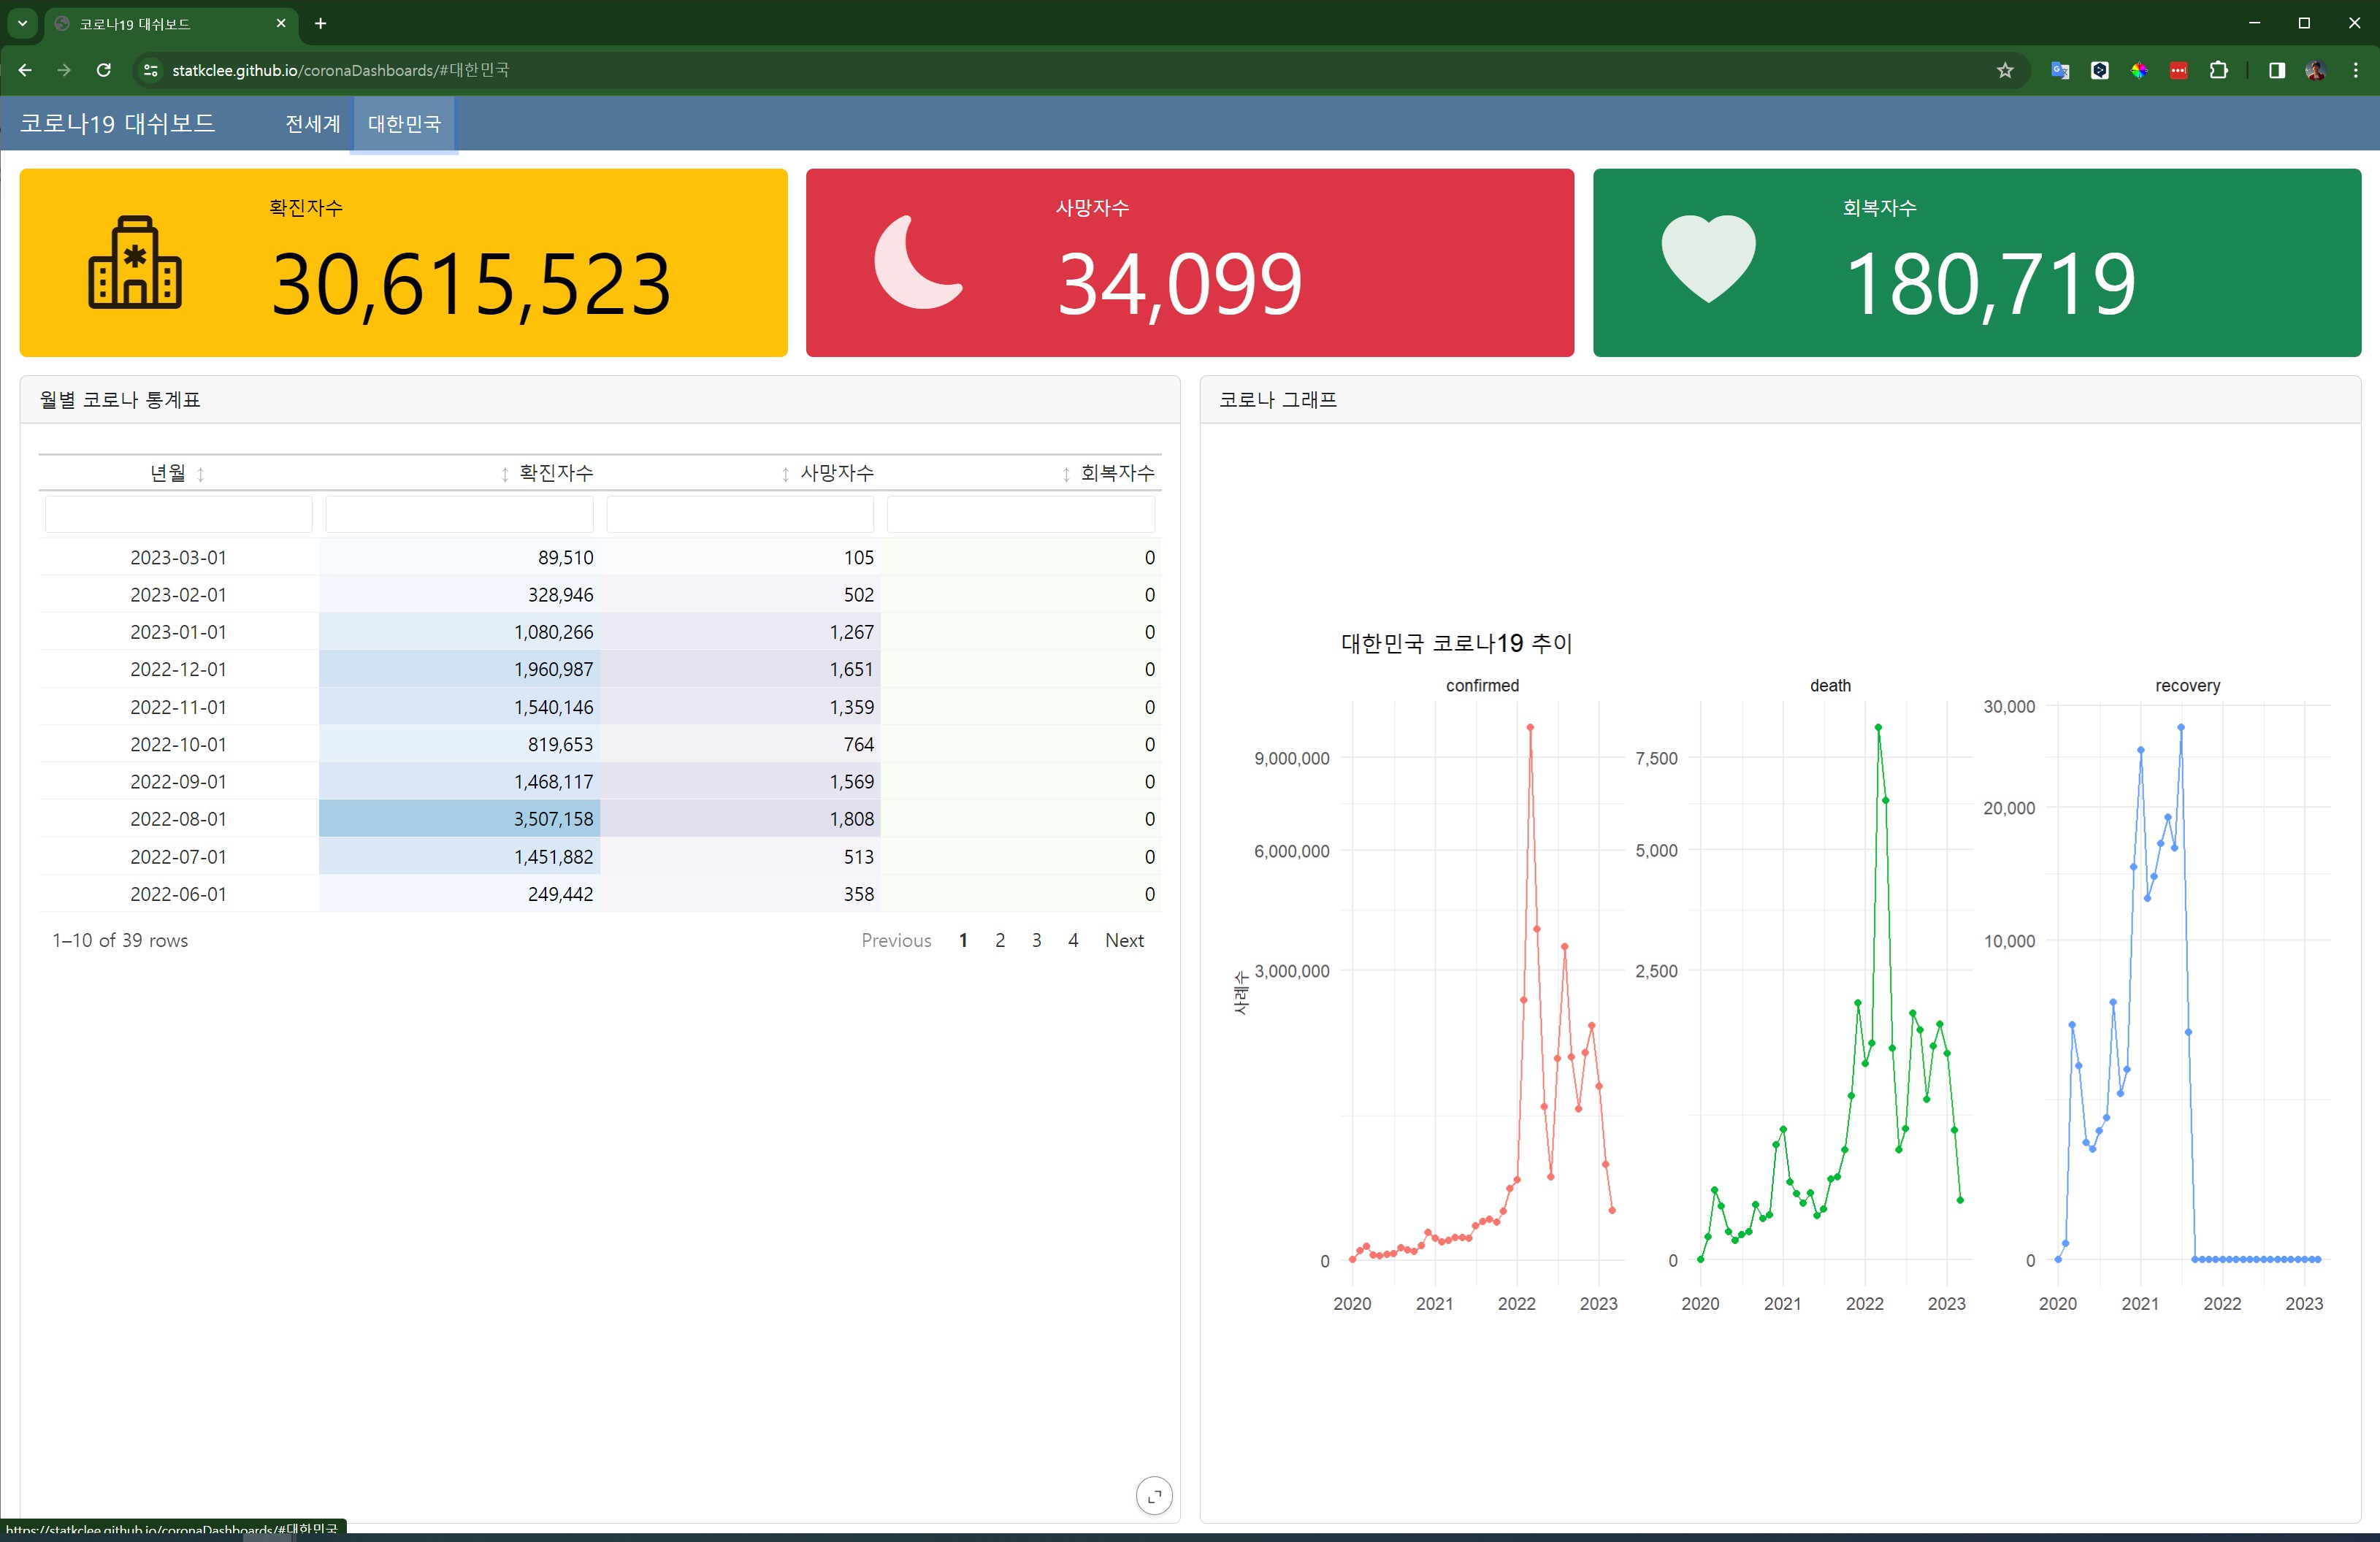 코로나19 대쉬보드
statkclee.github.io/coronaDashboards/#대한민국
코로나19 대쉬보드 전세계 대한민국
확진자수
30,615,523
사망자수
34,099
회복자수
180,719
월별 코로나 통계표
년월 확진자수 사망자수 회복자수
2023-03-01 89,510 105 0
2023-02-01 328,946 502 0
2023-01-01 1,080,266 1,267 0
2022-12-01 1,960,987 1,651 0
2022-11-01 1,540,146 1,359 0
2022-10-01 819,653 764 0
2022-09-01 1,468,117 1,569 0
2022-08-01 3,507,158 1,808 0
2022-07-01 1,451,882 513 0
2022-06-01 249,442 358 0
1–10 of 39 rows Previous 1 2 3 4 Next
코로나 그래프
대한민국 코로나19 추이
사례수
confirmed
9,000,000
6,000,000
3,000,000
0
2020 2021 2022 2023
death
7,500
5,000
2,500
0
2020 2021 2022 2023
recovery
30,000
20,000
10,000
0
2020 2021 2022 2023
https://statkclee.github.io/coronaDashboards/#대한민국